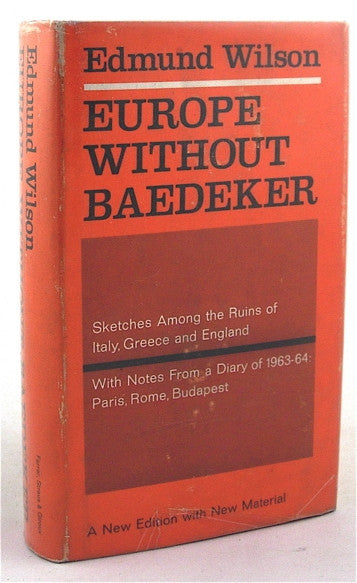 Edmund Wilson
EUROPE
WITHOUT
BAEDEKER
Sketches Among the Ruins of
Italy, Greece and England
With Notes From a Diary of 1963-64:
Paris, Rome, Budapest
A New Edition with New Material
Edmund Wilson
Farrar, Straus & Giroux